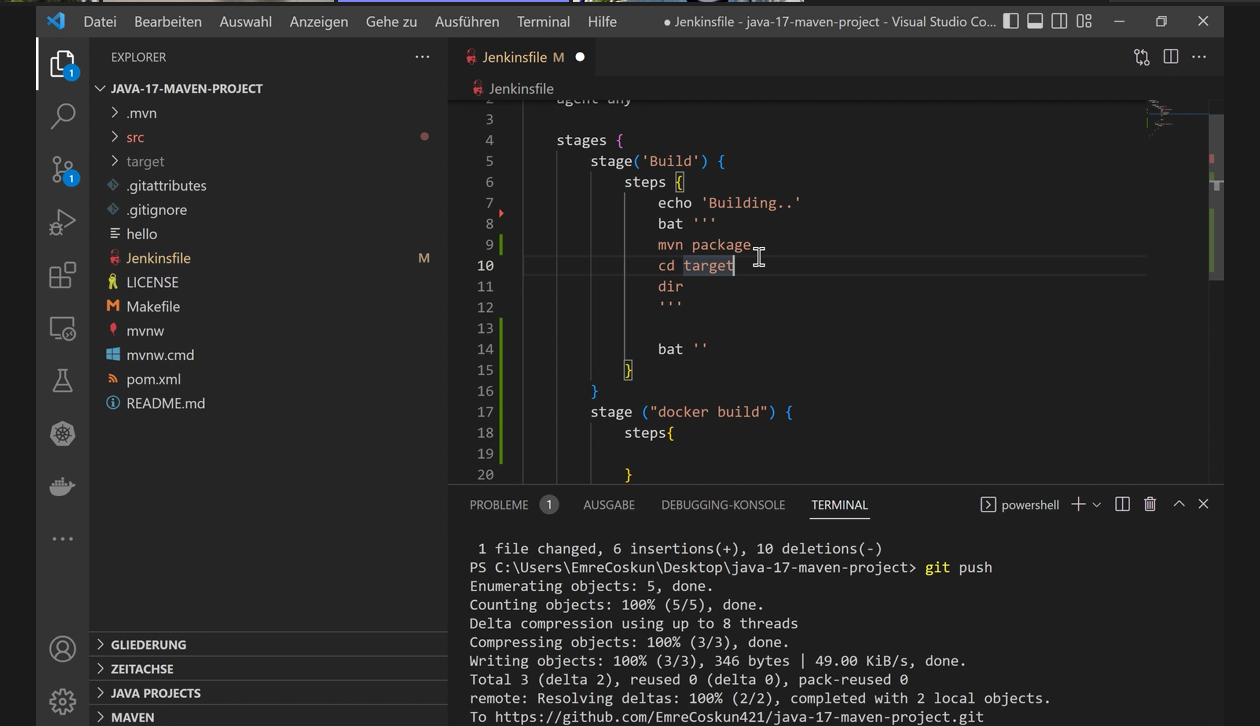 Datei Bearbeiten Auswahl Anzeigen Gehe zu Ausführen Terminal Hilfe
● Jenkinsfile - java-17-maven-project - Visual Studio Co...
EXPLORER
JAVA-17-MAVEN-PROJECT
.mvn
src
target
.gitattributes
.gitignore
hello
Jenkinsfile M
LICENSE
Makefile
mvnw
mvnw.cmd
pom.xml
README.md
GLIEDERUNG
ZEITACHSE
JAVA PROJECTS
MAVEN
1
1
Jenkinsfile M
Jenkinsfile
2 agent any
3
4 stages {
5 stage('Build') {
6 steps {
7 echo 'Building..'
8 bat '''
9 mvn package
10 cd target
11 dir
12 '''
13
14 bat ''
15 }
16 }
17 stage ("docker build") {
18 steps{
19
20 }
PROBLEME 1 AUSGABE DEBUGGING-KONSOLE TERMINAL powershell
1 file changed, 6 insertions(+), 10 deletions(-)
PS C:\Users\EmreCoskun\Desktop\java-17-maven-project> git push
Enumerating objects: 5, done.
Counting objects: 100% (5/5), done.
Delta compression using up to 8 threads
Compressing objects: 100% (3/3), done.
Writing objects: 100% (3/3), 346 bytes | 49.00 KiB/s, done.
Total 3 (delta 2), reused 0 (delta 0), pack-reused 0
remote: Resolving deltas: 100% (2/2), completed with 2 local objects.
To https://github.com/EmreCoskun421/java-17-maven-project.git